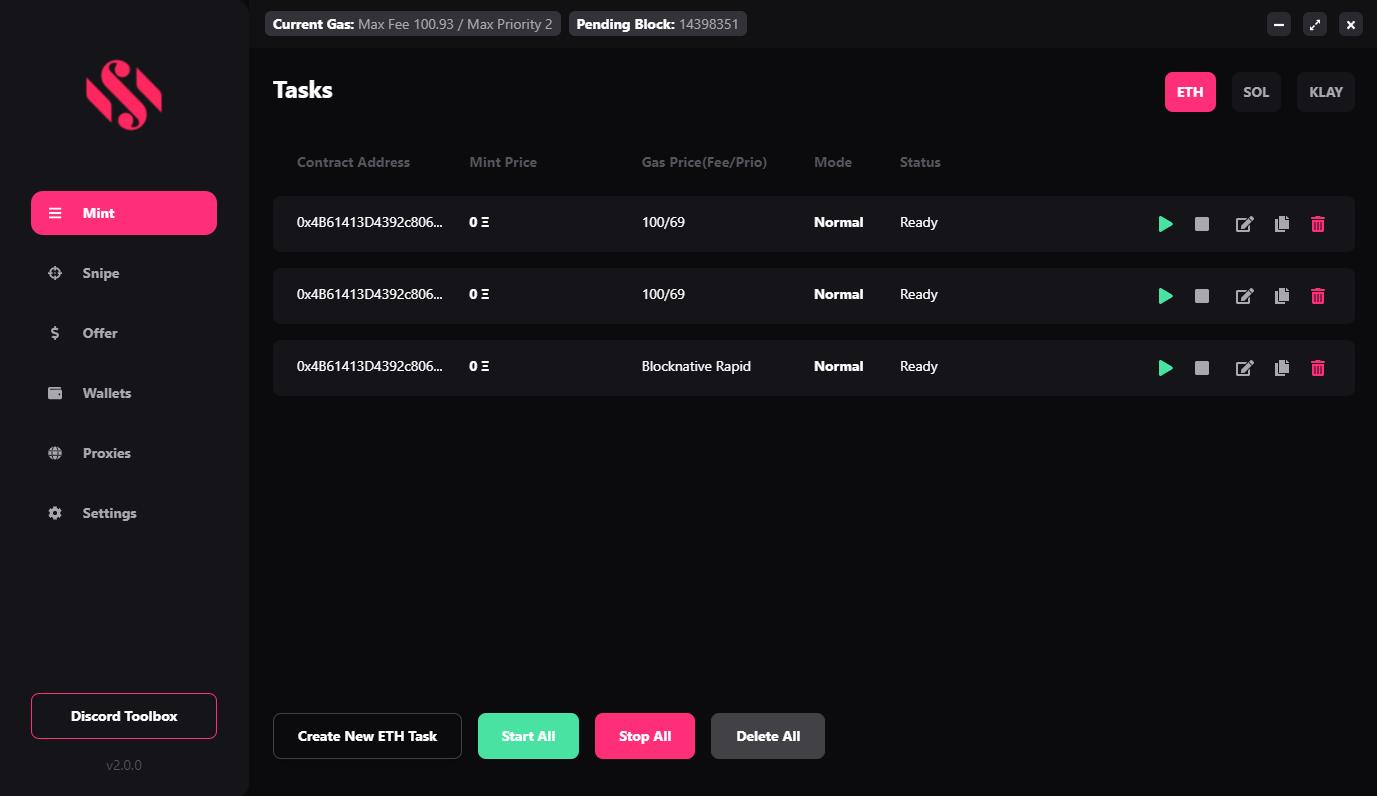 Current Gas: Max Fee 100.93 / Max Priority 2 Pending Block: 14398351
Tasks
ETH SOL KLAY
Contract Address Mint Price Gas Price(Fee/Prio) Mode Status
0x4B61413D4392c806... 0 Ξ 100/69 Normal Ready
0x4B61413D4392c806... 0 Ξ 100/69 Normal Ready
0x4B61413D4392c806... 0 Ξ Blocknative Rapid Normal Ready
Mint
Snipe
Offer
Wallets
Proxies
Settings
Discord Toolbox
v2.0.0
Create New ETH Task Start All Stop All Delete All